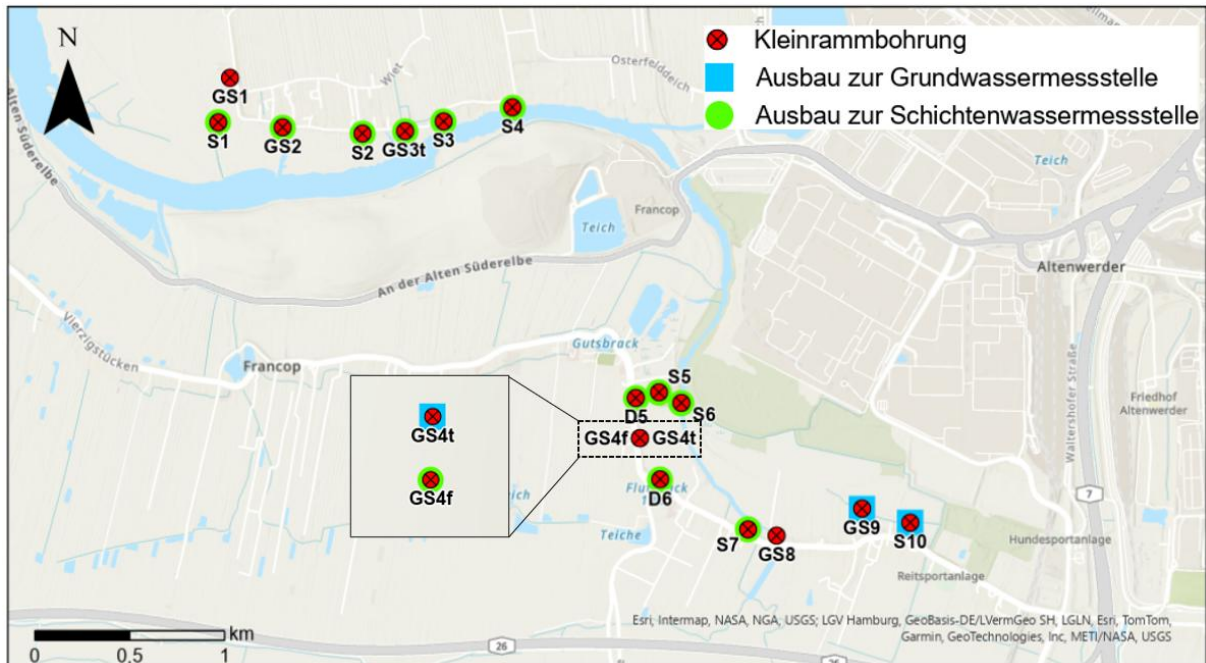 N
Kleinrammbohrung
Ausbau zur Grundwassermessstelle
Ausbau zur Schichtenwassermessstelle
Wiet
Osterfelddeich
GS1
S1
GS2
S2
GS3t
S3
S4
Alten Süderelbe
Teich
Teich
Francop
Altenwerder
An der Alten Süderelbe
Vierzigstücken
Gutsbrack
Francop
Waltershofer Straße
Friedhof
Altenwerder
S5
D5
S6
GS4f
GS4t
GS4t
GS4f
D6
Teiche
7
S7
GS8
GS9
S10
Hundesportanlage
Reitsportanlage
km
0
0,5
1
26
26
Esri, Intermap, NASA, NGA, USGS; LGV Hamburg, GeoBasis-DE/LVermGeo SH, LGLN, Esri, TomTom,
Garmin, GeoTechnologies, Inc, METI/NASA, USGS